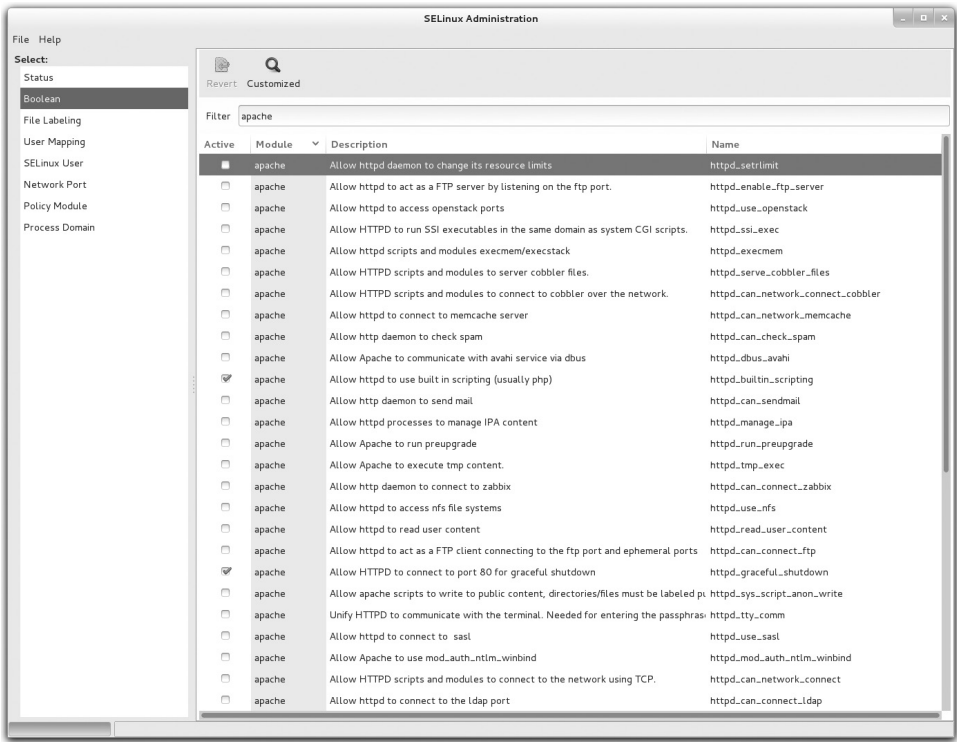 SELinux Administration
File Help
Select:
Status
Boolean
File Labeling
User Mapping
SELinux User
Network Port
Policy Module
Process Domain
Revert Customized
Filter apache
Active Module Description Name
apache Allow httpd daemon to change its resource limits httpd_setrlimit
apache Allow httpd to act as a FTP server by listening on the ftp port. httpd_enable_ftp_server
apache Allow httpd to access openstack ports httpd_use_openstack
apache Allow HTTPD to run SSI executables in the same domain as system CGI scripts. httpd_ssi_exec
apache Allow httpd scripts and modules execmem/execstack httpd_execmem
apache Allow HTTPD scripts and modules to server cobbler files. httpd_serve_cobbler_files
apache Allow HTTPD scripts and modules to connect to cobbler over the network. httpd_can_network_connect_cobbler
apache Allow httpd to connect to memcache server httpd_can_network_memcache
apache Allow http daemon to check spam httpd_can_check_spam
apache Allow Apache to communicate with avahi service via dbus httpd_dbus_avahi
apache Allow httpd to use built in scripting (usually php) httpd_builtin_scripting
apache Allow http daemon to send mail httpd_can_sendmail
apache Allow httpd processes to manage IPA content httpd_manage_ipa
apache Allow Apache to run preupgrade httpd_run_preupgrade
apache Allow Apache to execute tmp content. httpd_tmp_exec
apache Allow http daemon to connect to zabbix httpd_can_connect_zabbix
apache Allow httpd to access nfs file systems httpd_use_nfs
apache Allow httpd to read user content httpd_read_user_content
apache Allow httpd to act as a FTP client connecting to the ftp port and ephemeral ports httpd_can_connect_ftp
apache Allow HTTPD to connect to port 80 for graceful shutdown httpd_graceful_shutdown
apache Allow apache scripts to write to public content, directories/files must be labeled pu httpd_sys_script_anon_write
apache Unify HTTPD to communicate with the terminal. Needed for entering the passphras httpd_tty_comm
apache Allow httpd to connect to sasl httpd_use_sasl
apache Allow Apache to use mod_auth_ntlm_winbind httpd_mod_auth_ntlm_winbind
apache Allow HTTPD scripts and modules to connect to the network using TCP. httpd_can_network_connect
apache Allow httpd to connect to the ldap port httpd_can_connect_ldap